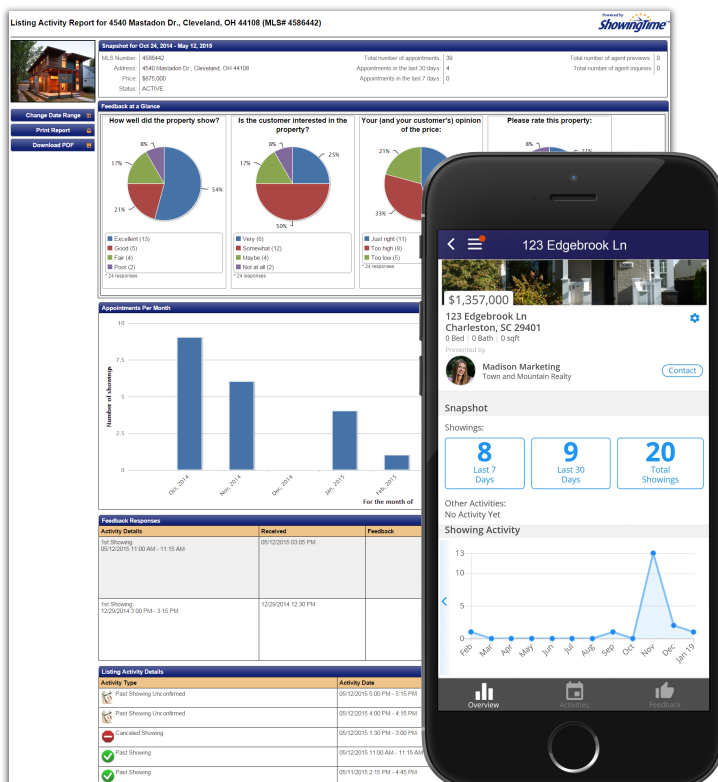 Listing Activity Report for 4540 Mastadon Dr., Cleveland, OH 44108 (MLS# 4586442)
Powered by
ShowingTime
Snapshot for Oct 24, 2014 - May 12, 2015
MLS Number: 4586442
Address: 4540 Mastadon Dr., Cleveland, OH 44108
Price: $875,000
Status: ACTIVE
Total number of appointments: 39
Appointments in the last 30 days: 4
Appointments in the last 7 days: 0
Total number of agent previews: 0
Total number of agent inquiries: 0
Change Date Range
Print Report
Download PDF
Feedback at a Glance
How well did the property show?
8%
17%
54%
21%
Excellent (13)
Good (5)
Fair (4)
Poor (2)
* 24 responses
Is the customer interested in the
property?
8%
17%
25%
50%
Very (6)
Somewhat (12)
Maybe (4)
Not at all (2)
* 24 responses
Your (and your customer's) opinion
of the price:
21%
33%
Just right (11)
Too high (8)
Too low (5)
* 24 responses
Please rate this property:
8%
21%
Appointments Per Month
Number of showings
10
7.5
5
2.5
0
Oct, 2014
Nov, 2014
Dec, 2014
Jan, 2015
Feb, 2015
For the month of
Feedback Responses
Activity Details Received Feedback
1st Showing
05/12/2015 11:00 AM - 11:15 AM
05/12/2015 03:05 PM
1st Showing
12/29/2014 3:00 PM - 3:15 PM
12/29/2014 12:30 PM
Listing Activity Details
Activity Type Activity Date
Past Showing Unconfirmed 05/12/2015 5:00 PM - 5:15 PM
Past Showing Unconfirmed 05/12/2015 4:00 PM - 4:15 PM
Canceled Showing 05/12/2015 1:30 PM - 3:00 PM
Past Showing 05/12/2015 11:00 AM - 11:15 AM
Past Showing 05/11/2015 2:15 PM - 4:45 PM
123 Edgebrook Ln
$1,357,000
123 Edgebrook Ln
Charleston, SC 29401
0 Bed | 0 Bath | 0 sqft
Presented by
Madison Marketing
Town and Mountain Realty
Contact
Snapshot
Showings:
8
Last 7
Days
9
Last 30
Days
20
Total
Showings
Other Activities:
No Activity Yet
Showing Activity
13
10
5
0
Feb Mar Apr May Jun Jul Aug Sep Oct Nov Dec Jan 19
Overview Activities Feedback